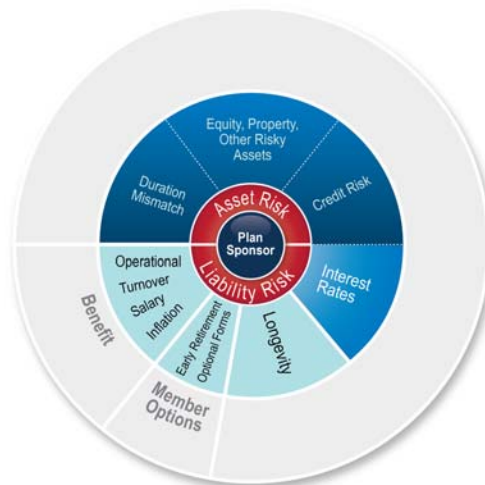 Equity, Property,
Other Risky
Assets
Duration
Mismatch
Credit Risk
Asset Risk
Plan
Sponsor
Liability Risk
Operational
Turnover
Salary
Inflation
Interest
Rates
Early Retirement
Optional Forms
Longevity
Benefit
Member
Options